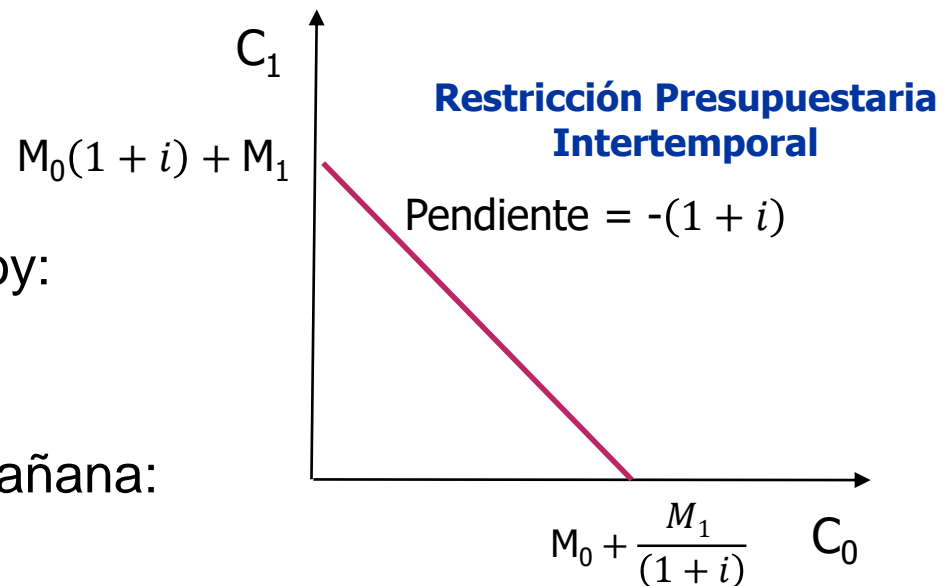 C₁
Restricción Presupuestaria
Intertemporal
M₀(1 + i) + M₁
Pendiente = -(1 + i)
oy:
añana:
M₀ + M₁/(1 + i)
C₀